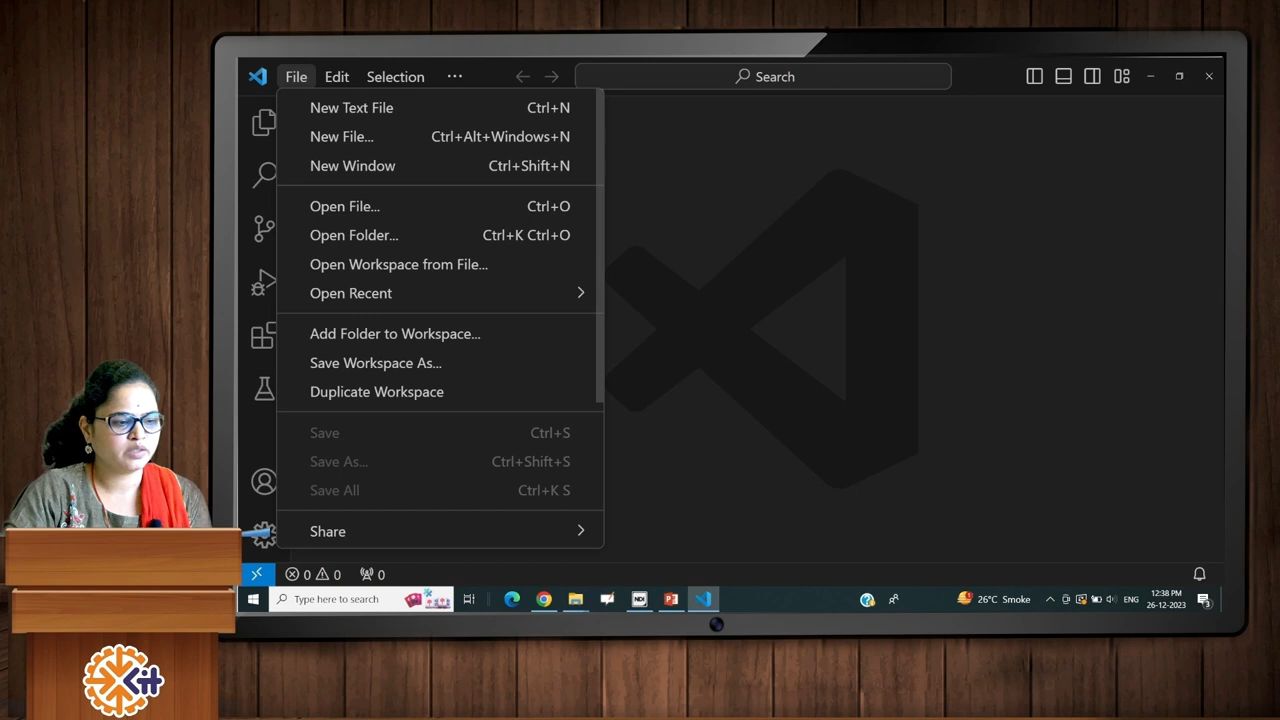 File Edit Selection ··· Search
New Text File Ctrl+N
New File... Ctrl+Alt+Windows+N
New Window Ctrl+Shift+N
Open File... Ctrl+O
Open Folder... Ctrl+K Ctrl+O
Open Workspace from File...
Open Recent
Add Folder to Workspace...
Save Workspace As...
Duplicate Workspace
Save Ctrl+S
Save As... Ctrl+Shift+S
Save All Ctrl+K S
Share
0 0 0
Type here to search NDI 26°C Smoke ENG 12:38 PM
26-12-2023 3
Xit